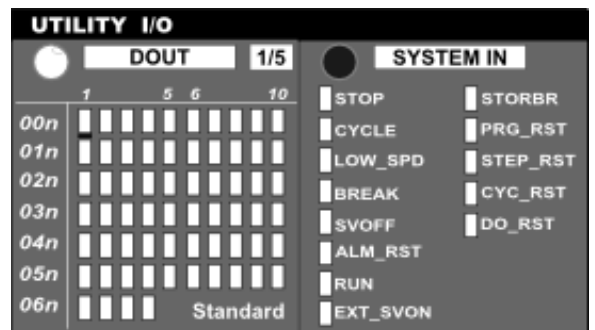 UTILITY I/O
DOUT 1/5
1 5 6 10
00n
01n
02n
03n
04n
05n
06n Standard
SYSTEM IN
STOP STORBR
CYCLE PRG_RST
LOW_SPD STEP_RST
BREAK CYC_RST
SVOFF DO_RST
ALM_RST
RUN
EXT_SVON